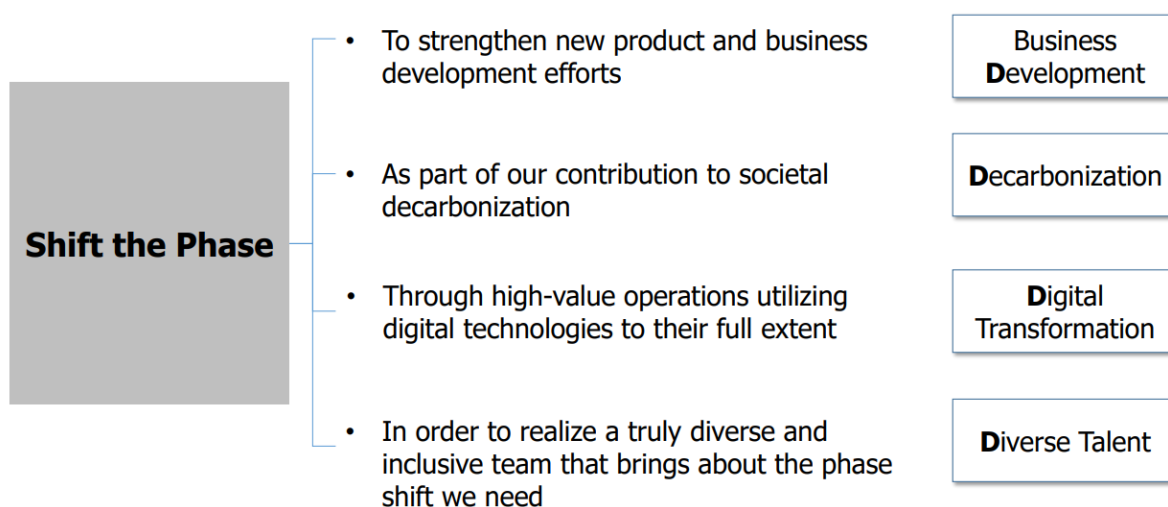 Shift the Phase
• To strengthen new product and business
development efforts
Business
Development
• As part of our contribution to societal
decarbonization
Decarbonization
• Through high-value operations utilizing
digital technologies to their full extent
Digital
Transformation
• In order to realize a truly diverse and
inclusive team that brings about the phase
shift we need
Diverse Talent